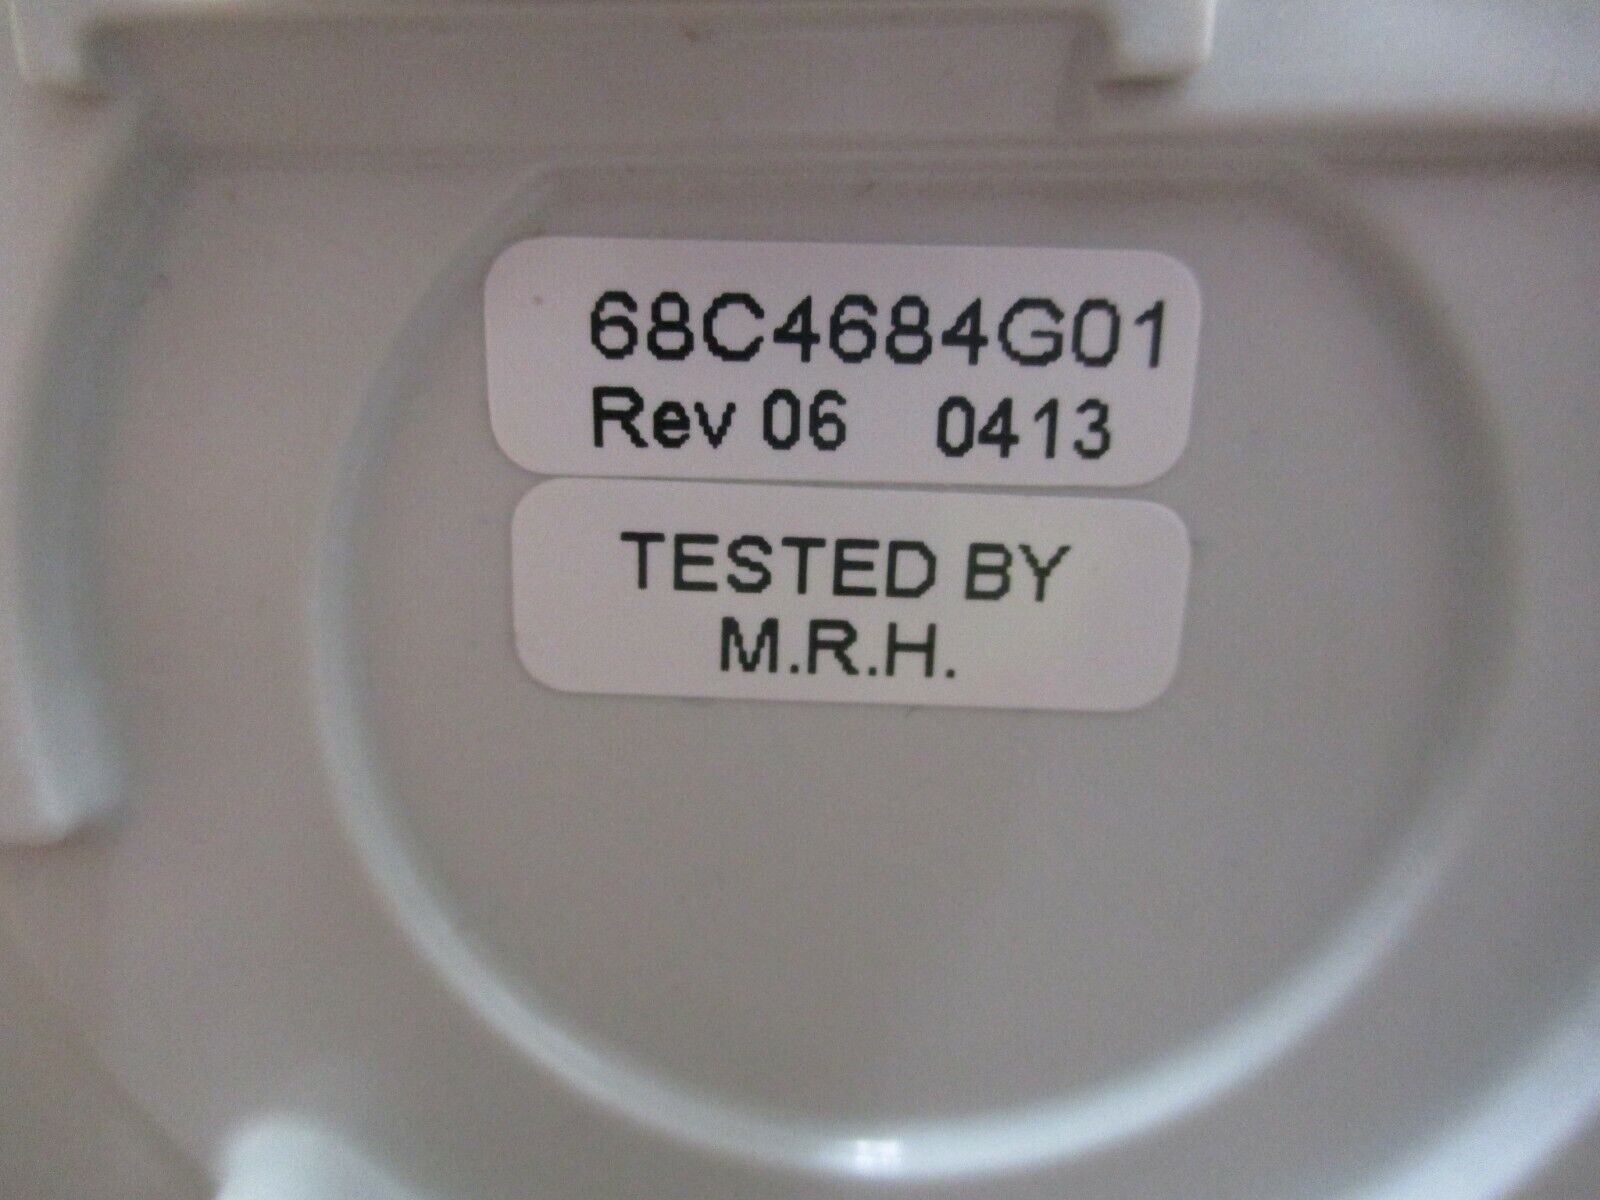 68C4684G01
Rev 06 0413
TESTED BY
M.R.H.